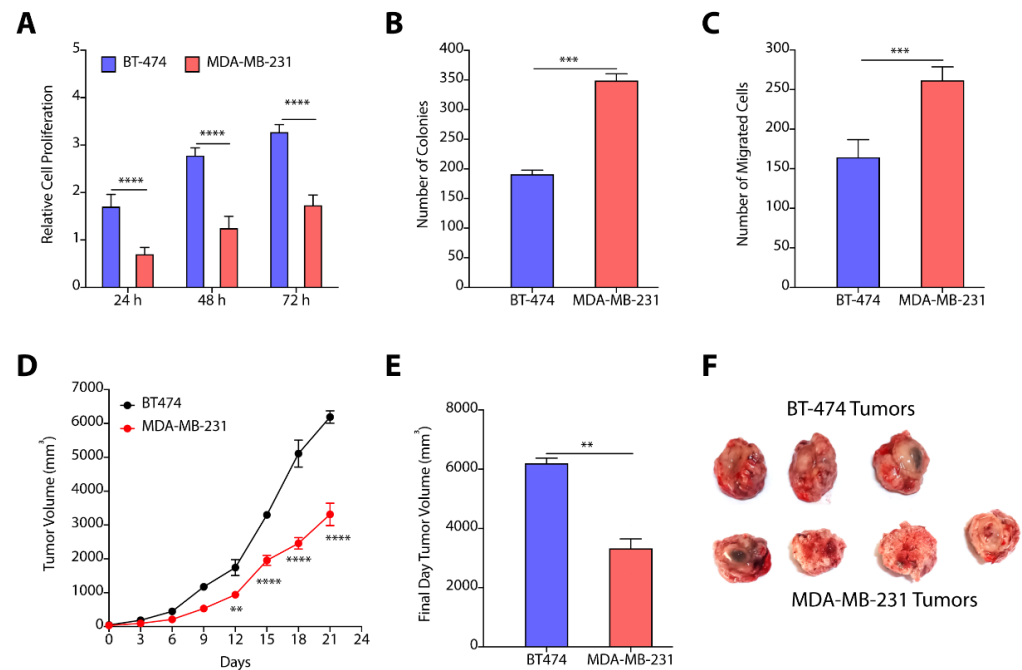 A
Relative Cell Proliferation
5
4
3
2
1
0
BT-474
MDA-MB-231
****
****
****
24 h
48 h
72 h
B
Number of Colonies
400
350
300
250
200
150
100
50
0
***
BT-474
MDA-MB-231
C
Number of Migrated Cells
300
250
200
150
100
50
0
***
BT-474
MDA-MB-231
D
Tumor Volume (mm³)
7000
6000
5000
4000
3000
2000
1000
0
BT474
MDA-MB-231
**
****
****
****
0 3 6 9 12 15 18 21 24
Days
E
Final Day Tumor Volume (mm³)
8000
6000
4000
2000
0
**
BT474
MDA-MB-231
F
BT-474 Tumors
MDA-MB-231 Tumors